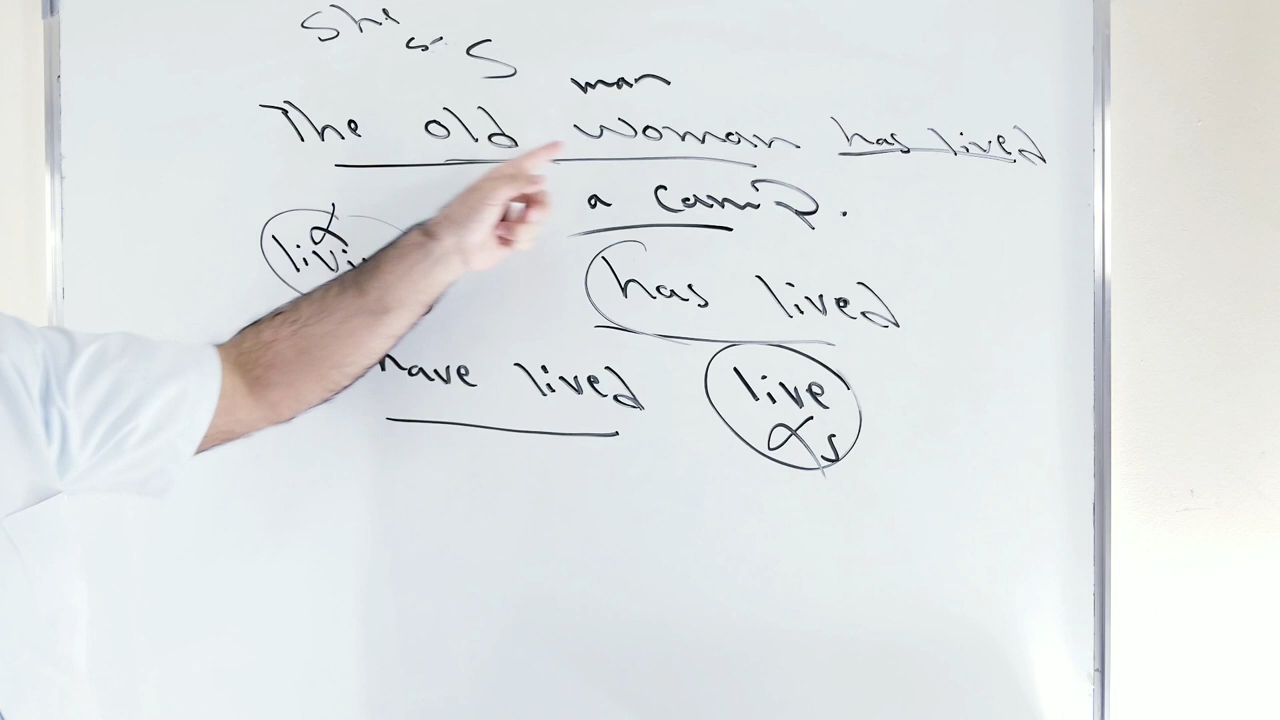 she
s
man
The old woman has lived
a camp.
has lived
have lived
live
s